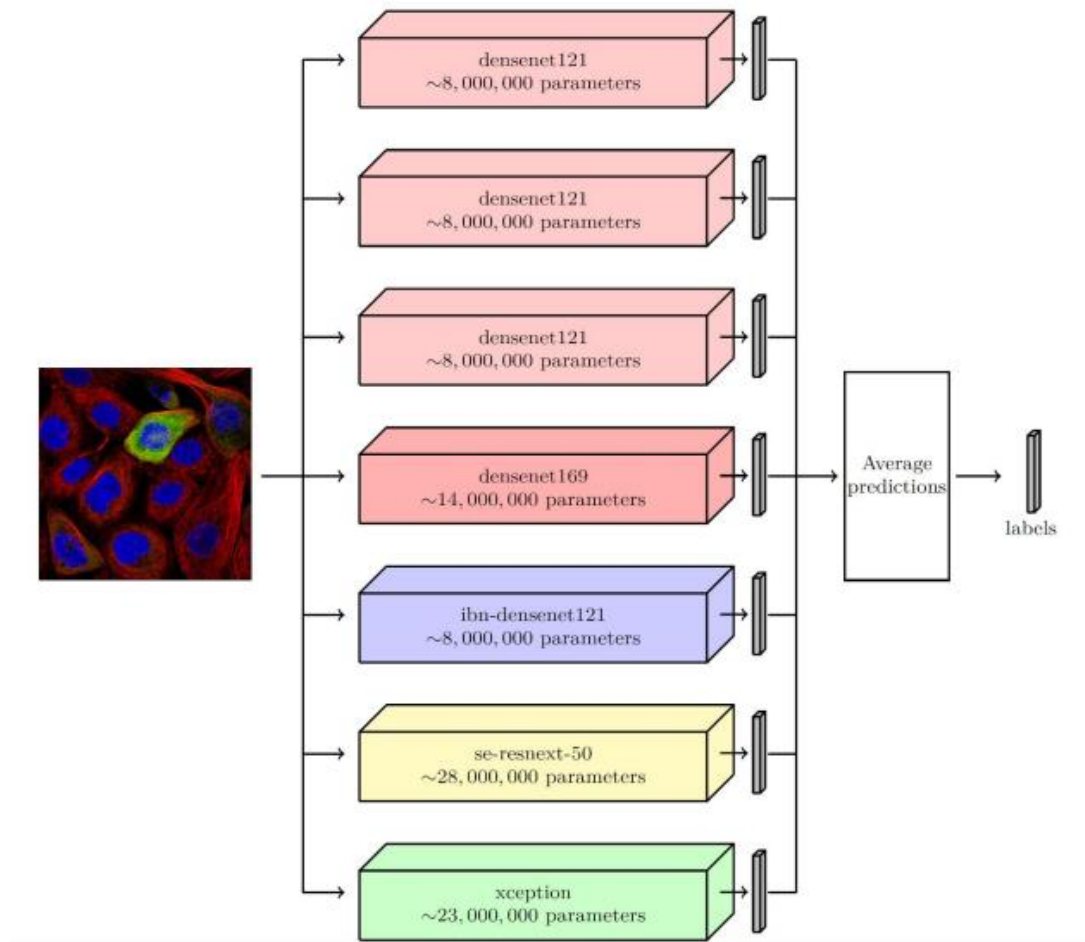 densenet121
~8,000,000 parameters
densenet121
~8,000,000 parameters
densenet121
~8,000,000 parameters
densenet169
~14,000,000 parameters
ibn-densenet121
~8,000,000 parameters
se-resnext-50
~28,000,000 parameters
xception
~23,000,000 parameters
Average
predictions
labels